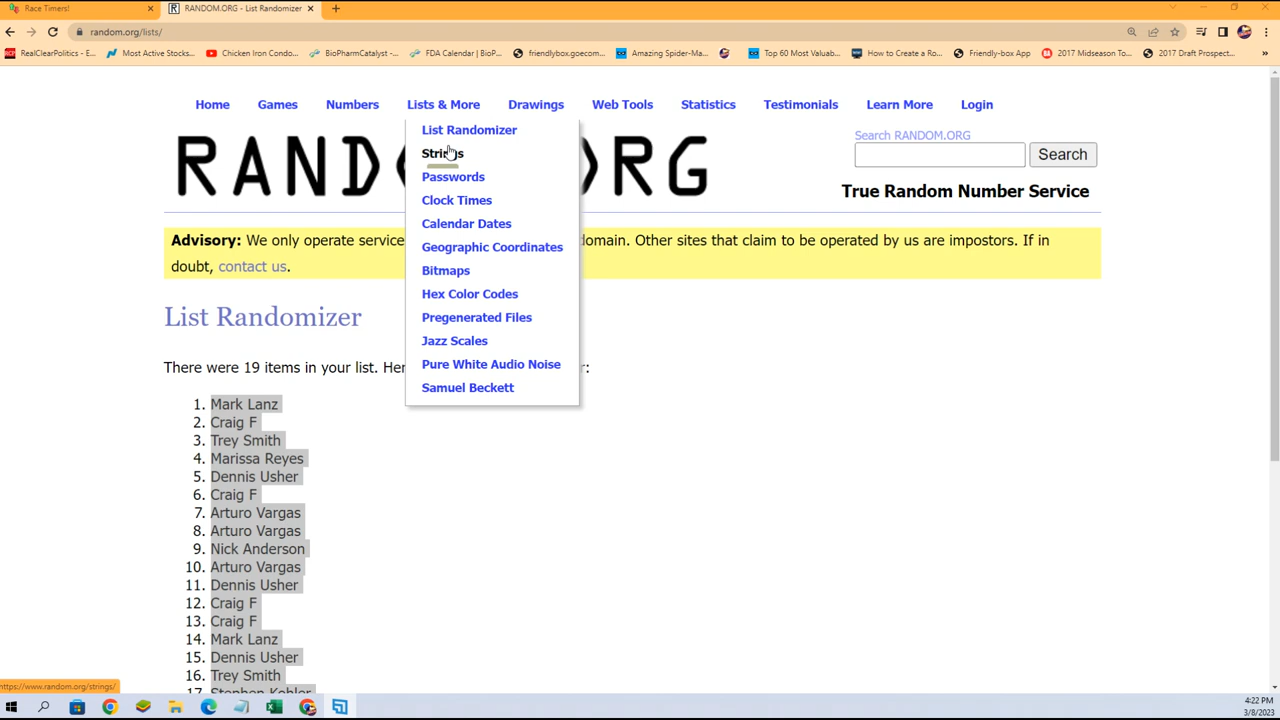 Race Timers!
RANDOM.ORG - List Randomizer
random.org/lists/
RealClearPolitics - E...
Most Active Stocks...
Chicken Iron Condo...
BioPharmCatalyst -...
FDA Calendar | BioP...
friendlybox.goecom...
Amazing Spider-Ma...
Top 60 Most Valuab...
How to Create a Ro...
Friendly-box App
2017 Midseason To...
2017 Draft Prospect...
Home Games Numbers Lists & More Drawings Web Tools Statistics Testimonials Learn More Login
List Randomizer
Strings
Passwords
Clock Times
Calendar Dates
Geographic Coordinates
Bitmaps
Hex Color Codes
Pregenerated Files
Jazz Scales
Pure White Audio Noise
Samuel Beckett
Search RANDOM.ORG
Search
True Random Number Service
Advisory: We only operate service
omain. Other sites that claim to be operated by us are impostors. If in
doubt, contact us.
List Randomizer
There were 19 items in your list. Her
1. Mark Lanz
2. Craig F
3. Trey Smith
4. Marissa Reyes
5. Dennis Usher
6. Craig F
7. Arturo Vargas
8. Arturo Vargas
9. Nick Anderson
10. Arturo Vargas
11. Dennis Usher
12. Craig F
13. Craig F
14. Mark Lanz
15. Dennis Usher
16. Trey Smith
17. Stephen Kohler
https://www.random.org/strings/
4:22 PM
3/8/2023